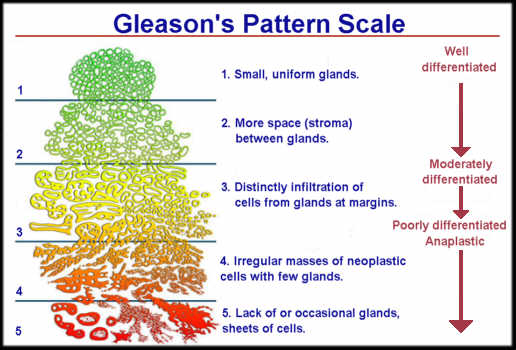 Gleason's Pattern Scale
1
1. Small, uniform glands.
2
2. More space (stroma)
between glands.
3
3. Distinctly infiltration of
cells from glands at margins.
4
4. Irregular masses of neoplastic
cells with few glands.
5
5. Lack of or occasional glands,
sheets of cells.
Well
differentiated
Moderately
differentiated
Poorly differentiated
Anaplastic